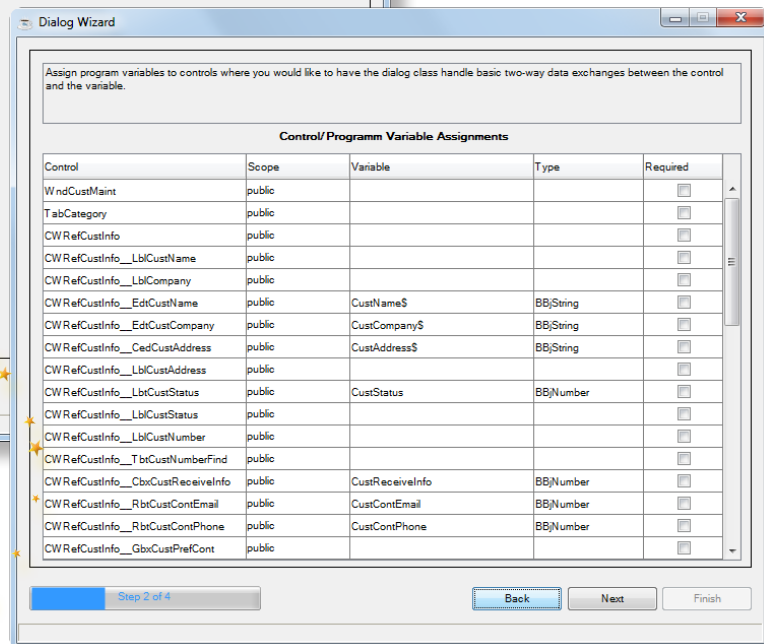 Dialog Wizard
Assign program variables to controls where you would like to have the dialog class handle basic two-way data exchanges between the control
and the variable.
Control/ Programm Variable Assignments
Control Scope Variable Type Required
WndCustMaint public
TabCategory public
CWRefCustInfo public
CWRefCustInfo__LblCustName public
CWRefCustInfo__LblCompany public
CWRefCustInfo__EdtCustName public CustName$ BBjString
CWRefCustInfo__EdtCustCompany public CustCompany$ BBjString
CWRefCustInfo__CedCustAddress public CustAddress$ BBjString
CWRefCustInfo__LblCustAddress public
CWRefCustInfo__LbtCustStatus public CustStatus BBjNumber
CWRefCustInfo__LblCustStatus public
CWRefCustInfo__LblCustNumber public
CWRefCustInfo__TbtCustNumberFind public
CWRefCustInfo__CbxCustReceiveInfo public CustReceiveInfo BBjNumber
CWRefCustInfo__RbtCustContEmail public CustContEmail BBjNumber
CWRefCustInfo__RbtCustContPhone public CustContPhone BBjNumber
CWRefCustInfo__GbxCustPrefCont public
Step 2 of 4 Back Next Finish